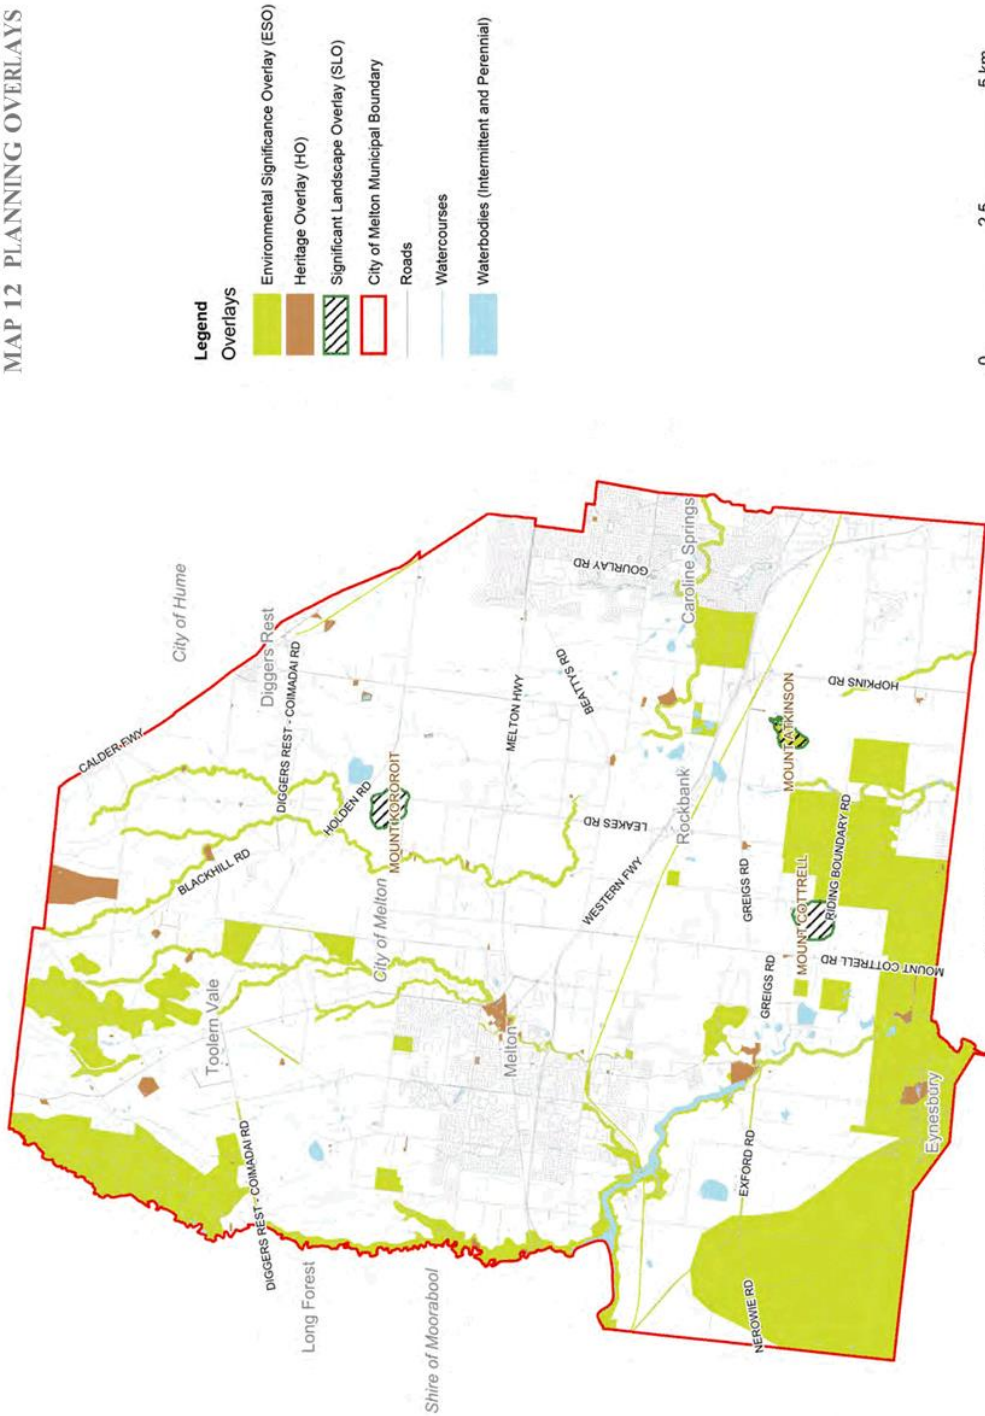 MAP 12 PLANNING OVERLAYS
Legend
Overlays
Environmental Significance Overlay (ESO)
Heritage Overlay (HO)
Significant Landscape Overlay (SLO)
City of Melton Municipal Boundary
Roads
Watercourses
Waterbodies (Intermittent and Perennial)
City of Hume
CALDER FWY
Diggers Rest
DIGGERS REST - COIMADAI RD
HOLDEN RD
MOUNT KOROROIT
BLACKHILL RD
City of Melton
Toolern Vale
DIGGERS REST - COIMADAI RD
Long Forest
Shire of Moorabool
MELTON HWY
BEATTYS RD
GOURLAY RD
Caroline Springs
LEAKES RD
Rockbank
WESTERN FWY
Melton
HOPKINS RD
MOUNT ATKINSON
GREIGS RD
RIDING BOUNDARY RD
MOUNT COTTRELL
MOUNT COTTRELL RD
GREIGS RD
EXFORD RD
Eynesbury
NEROWIE RD
0
2.5
5 km